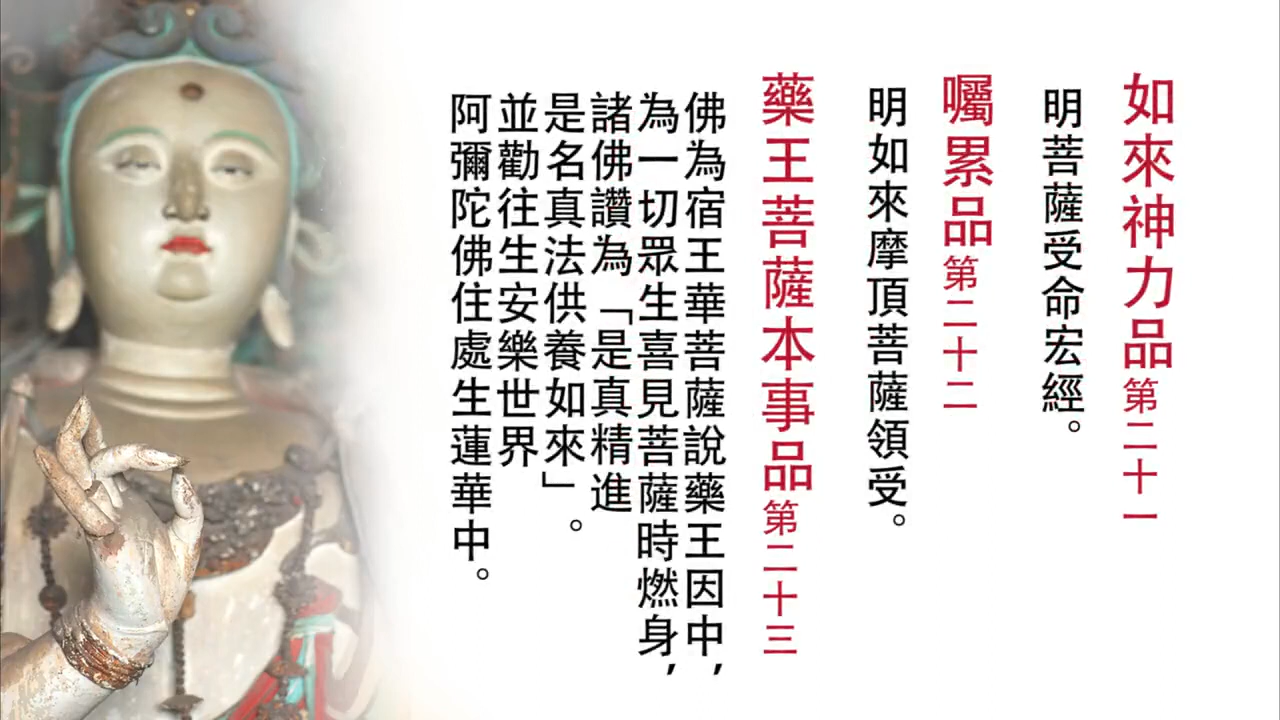 如來神力品第二十一
明菩薩受命宏經。
囑累品第二十二
明如來摩頂菩薩領受。
藥王菩薩本事品第二十三
佛為宿王華菩薩說藥王因中，
為一切眾生喜見菩薩時燃身，
諸佛讚為「是真精進
是名真法供養如來」。
並勸往生安樂世界
阿彌陀佛住處生蓮華中。